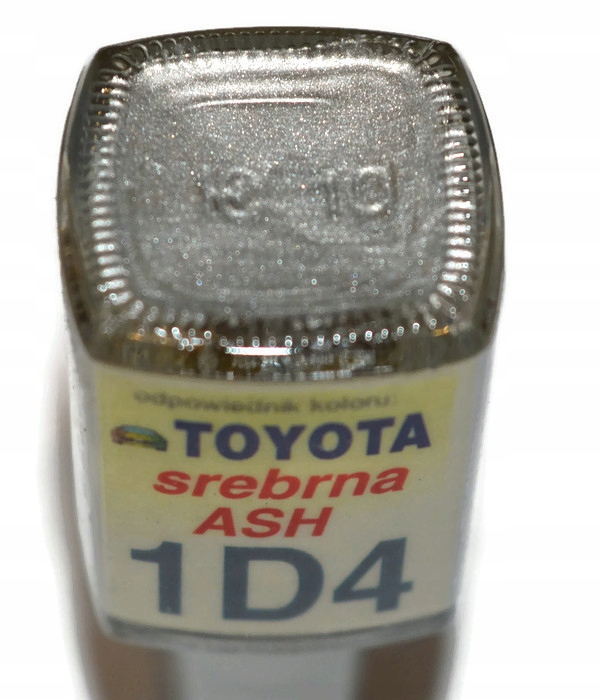 odpowiednik koloru:
TOYOTA
srebrna
ASH
1D4